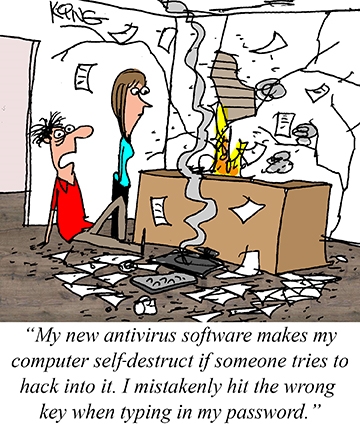 “My new antivirus software makes my
computer self-destruct if someone tries to
hack into it. I mistakenly hit the wrong
key when typing in my password.”